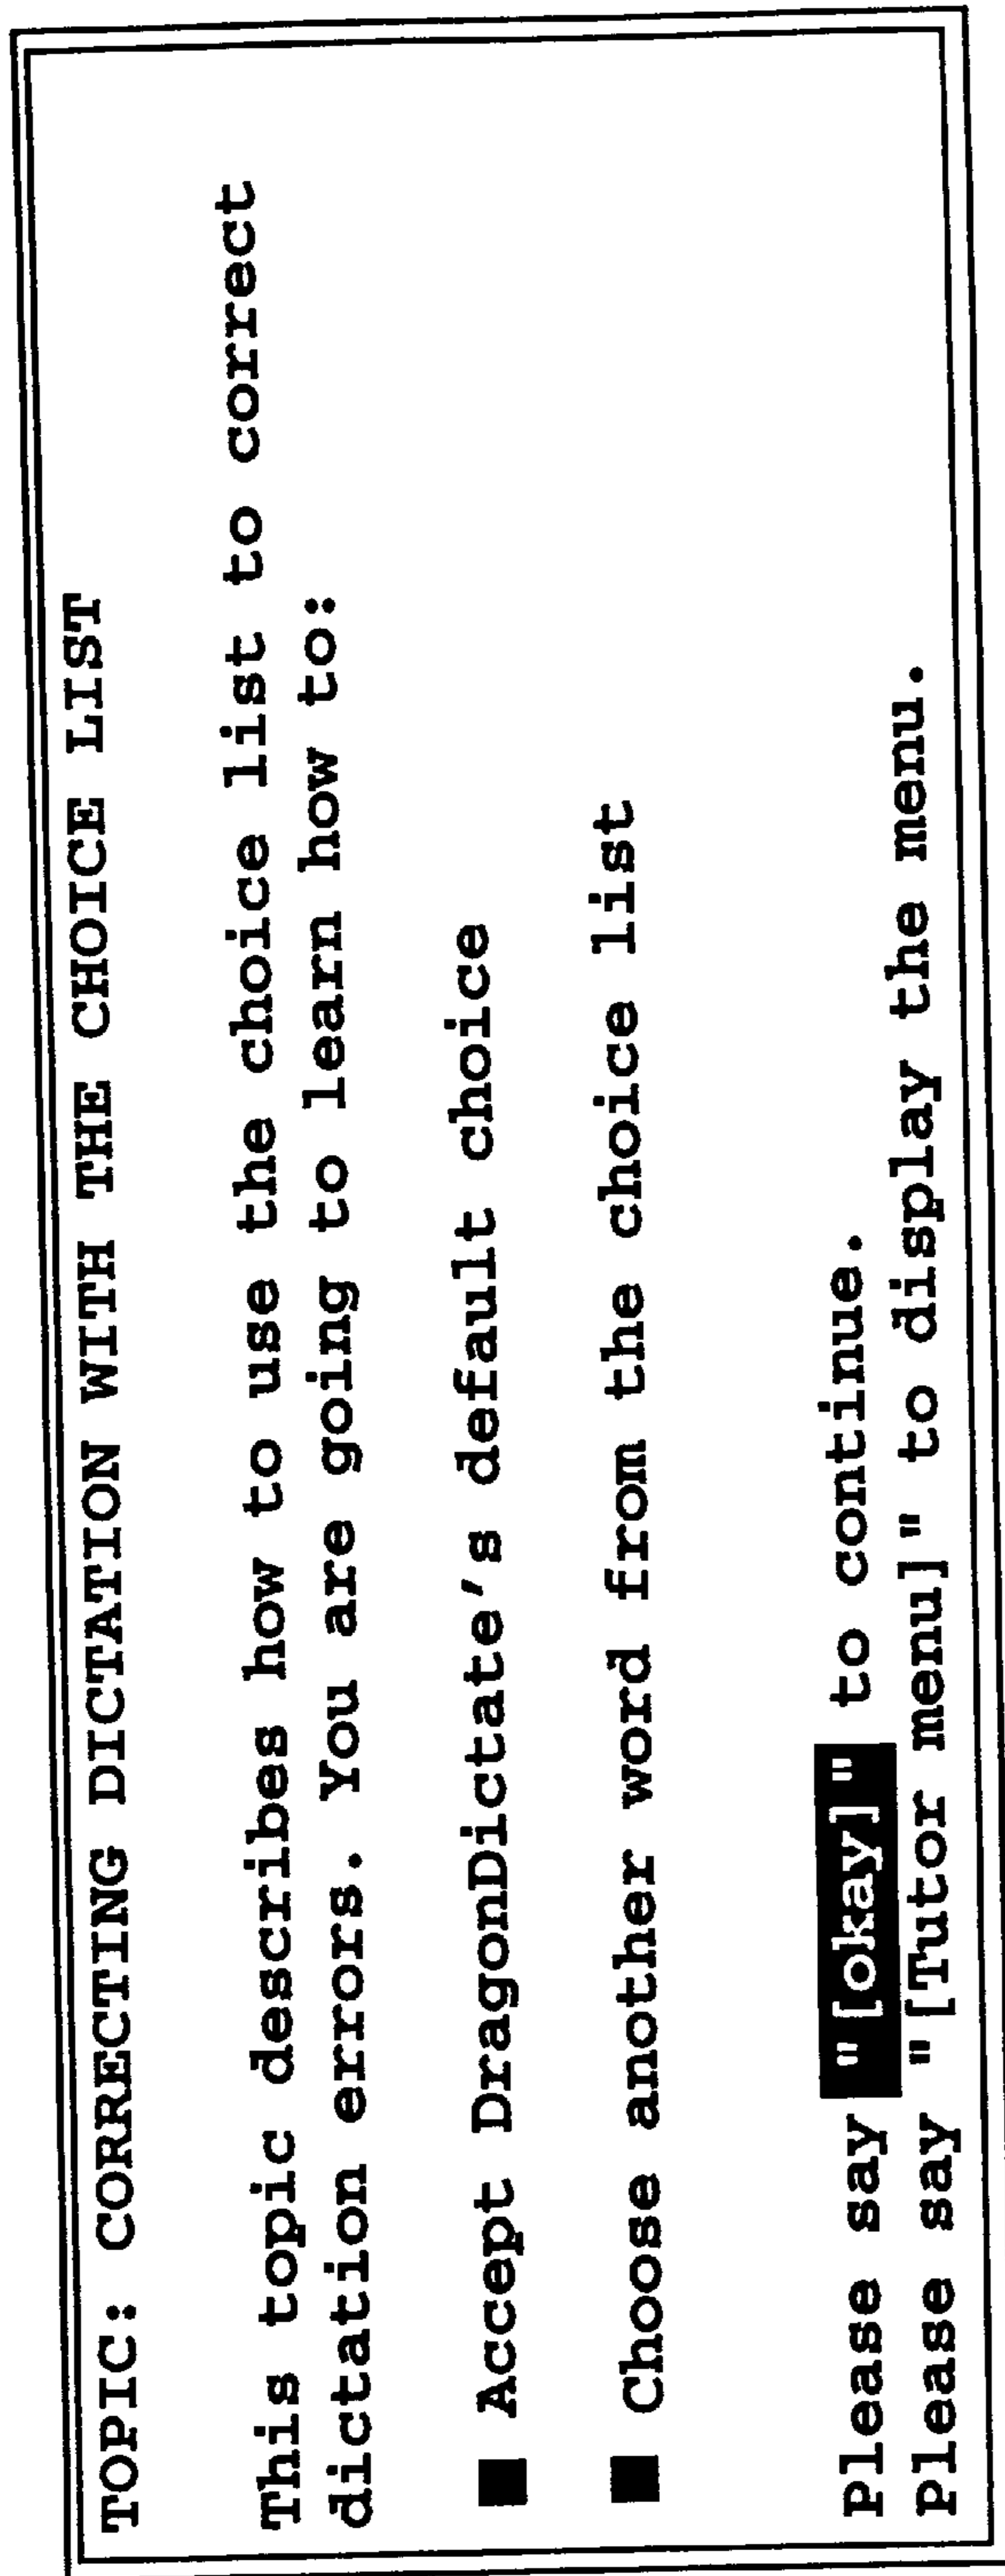 TOPIC: CORRECTING DICTATION WITH THE CHOICE LIST
This topic describes how to use the choice list to correct
dictation errors. You are going to learn how to:
■ Accept DragonDictate's default choice
■ Choose another word from the choice list
Please say "[okay]" to continue.
Please say "[Tutor menu]" to display the menu.